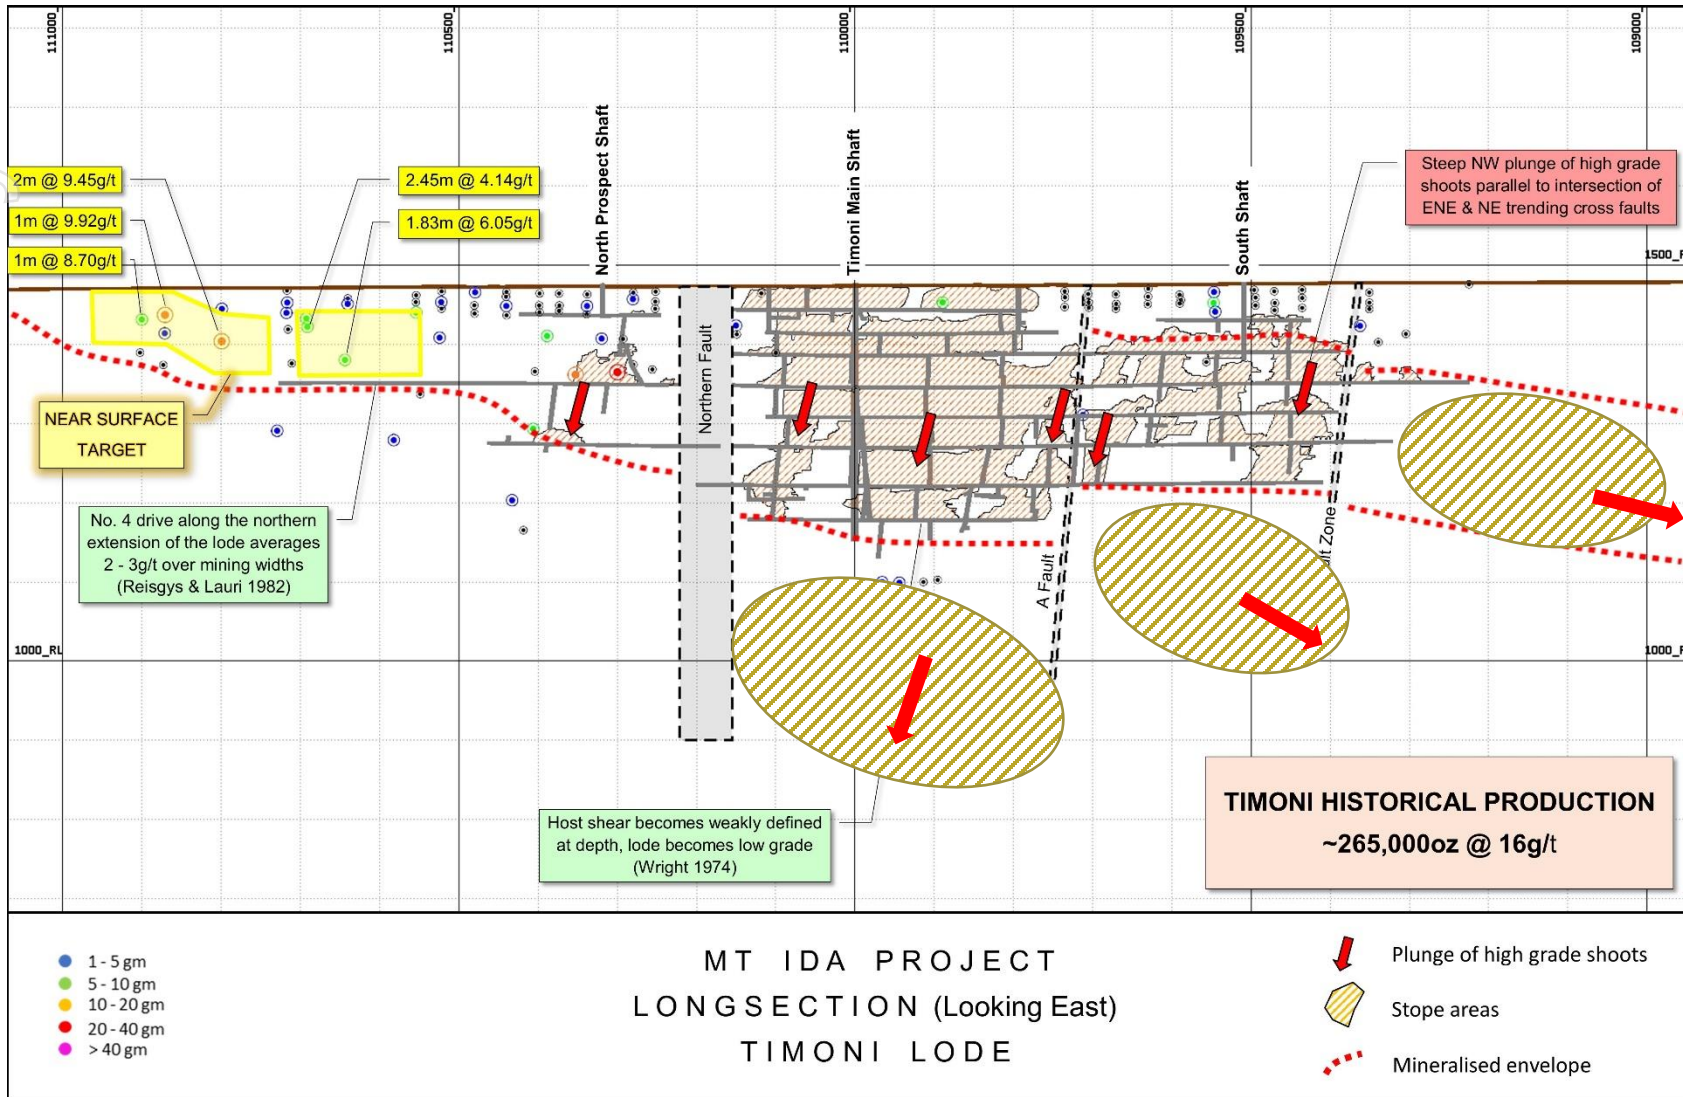 111000
110500
110000
109500
109000
North Prospect Shaft
Timoni Main Shaft
South Shaft
2m @ 9.45g/t
1m @ 9.92g/t
1m @ 8.70g/t
2.45m @ 4.14g/t
1.83m @ 6.05g/t
Steep NW plunge of high grade
shoots parallel to intersection of
ENE & NE trending cross faults
1500_R
NEAR SURFACE
TARGET
Northern Fault
No. 4 drive along the northern
extension of the lode averages
2 - 3g/t over mining widths
(Reisgys & Lauri 1982)
A Fault
ult Zone
1000_RL
1000_R
Host shear becomes weakly defined
at depth, lode becomes low grade
(Wright 1974)
TIMONI HISTORICAL PRODUCTION
~265,000oz @ 16g/t
1 - 5 gm
5 - 10 gm
10 - 20 gm
20 - 40 gm
> 40 gm
MT IDA PROJECT
LONGSECTION (Looking East)
TIMONI LODE
Plunge of high grade shoots
Stope areas
Mineralised envelope